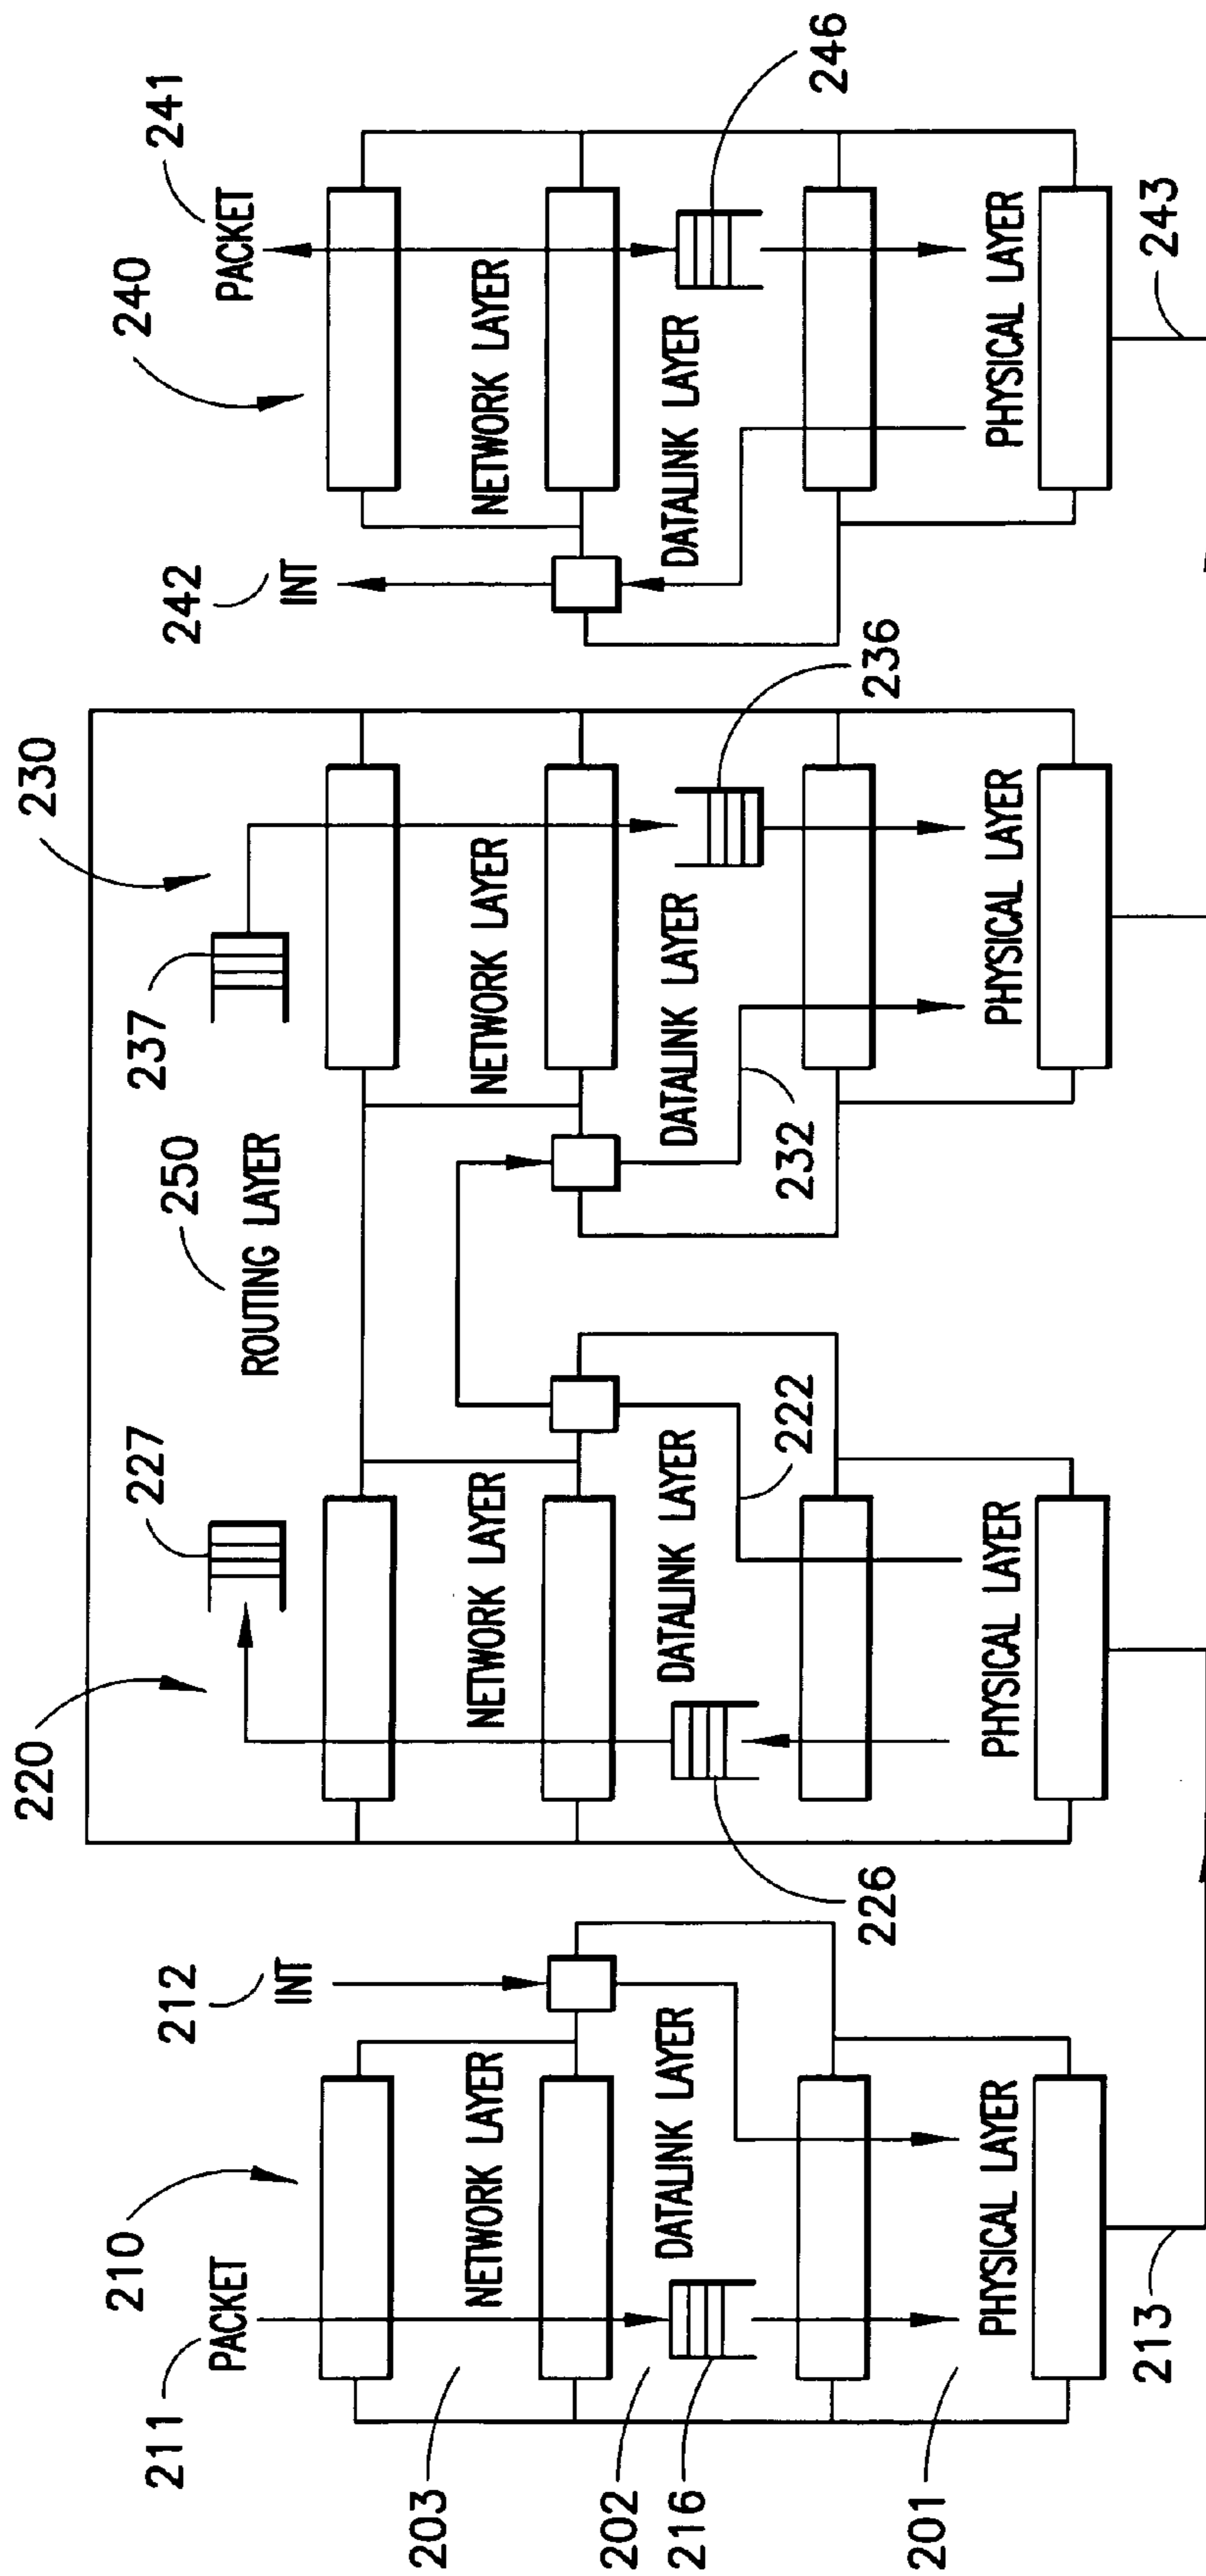 211
PACKET
210
212
INT
203
NETWORK LAYER
202
DATALINK LAYER
216
201
PHYSICAL LAYER
213
220
227
NETWORK LAYER
DATALINK LAYER
226
222
PHYSICAL LAYER
250
ROUTING LAYER
237
230
NETWORK LAYER
DATALINK LAYER
232
236
PHYSICAL LAYER
242
INT
240
241
PACKET
NETWORK LAYER
DATALINK LAYER
246
PHYSICAL LAYER
243